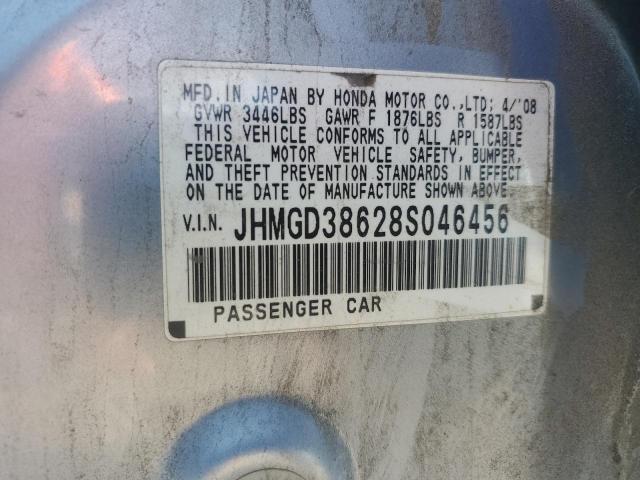 MFD. IN JAPAN BY HONDA MOTOR CO.,LTD; 4/'08
GVWR 3446LBS GAWR F 1876LBS R 1587LBS
THIS VEHICLE CONFORMS TO ALL APPLICABLE
FEDERAL MOTOR VEHICLE SAFETY, BUMPER,
AND THEFT PREVENTION STANDARDS IN EFFECT
ON THE DATE OF MANUFACTURE SHOWN ABOVE.
V.I.N. JHMGD38628S046456
PASSENGER CAR